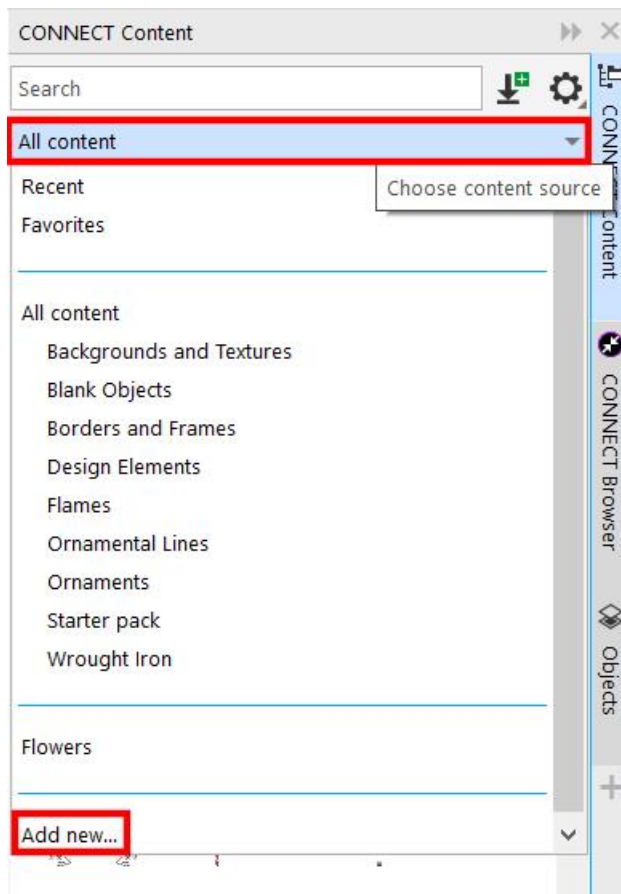 CONNECT Content
Search
All content
Choose content source
Recent
Favorites
All content
Backgrounds and Textures
Blank Objects
Borders and Frames
Design Elements
Flames
Ornamental Lines
Ornaments
Starter pack
Wrought Iron
Flowers
Add new...
CONNECT Content
CONNECT Browser
Objects